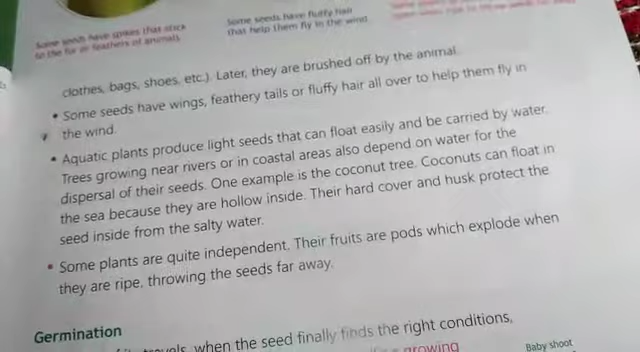 Some seeds have spikes that stick
to the fur or feathers of animals.
Some seeds have fluffy hair
that help them fly in the wind.
clothes, bags, shoes, etc.). Later, they are brushed off by the animal.
• Some seeds have wings, feathery tails or fluffy hair all over to help them fly in
the wind.
• Aquatic plants produce light seeds that can float easily and be carried by water.
Trees growing near rivers or in coastal areas also depend on water for the
dispersal of their seeds. One example is the coconut tree. Coconuts can float in
the sea because they are hollow inside. Their hard cover and husk protect the
seed inside from the salty water.
• Some plants are quite independent. Their fruits are pods which explode when
they are ripe, throwing the seeds far away.
Germination
travels, when the seed finally finds the right conditions,
growing
Baby shoot